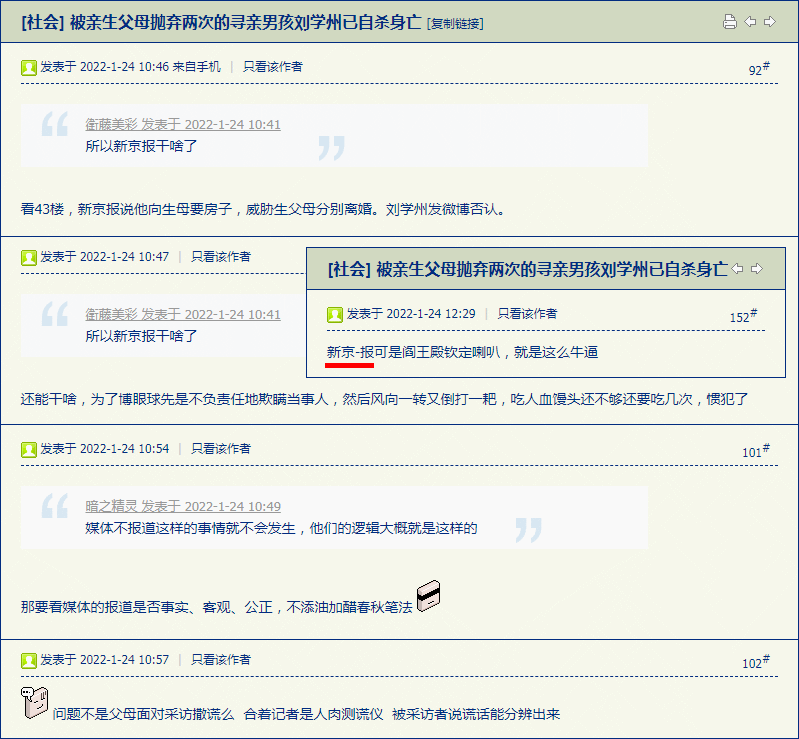 [社会] 被亲生父母抛弃两次的寻亲男孩刘学州已自杀身亡 [复制链接]
发表于 2022-1-24 10:46 来自手机 | 只看该作者
92#
衛藤美彩 发表于 2022-1-24 10:41
所以新京报干啥了
看43楼，新京报说他向生母要房子，威胁生父母分别离婚。刘学州发微博否认。
发表于 2022-1-24 10:47 | 只看该作者
衛藤美彩 发表于 2022-1-24 10:41
所以新京报干啥了
[社会] 被亲生父母抛弃两次的寻亲男孩刘学州已自杀身亡
发表于 2022-1-24 12:29 | 只看该作者
152#
新京-报可是阎王殿钦定喇叭，就是这么牛逼
还能干啥，为了博眼球先是不负责任地欺瞒当事人，然后风向一转又倒打一耙，吃人血馒头还不够还要吃几次，惯犯了
发表于 2022-1-24 10:54 | 只看该作者
101#
暗之精灵 发表于 2022-1-24 10:49
媒体不报道这样的事情就不会发生，他们的逻辑大概就是这样的
那要看媒体的报道是否事实、客观、公正，不添油加醋春秋笔法
发表于 2022-1-24 10:57 | 只看该作者
102#
问题不是父母面对采访撒谎么 合着记者是人肉测谎仪 被采访者说谎话能分辨出来